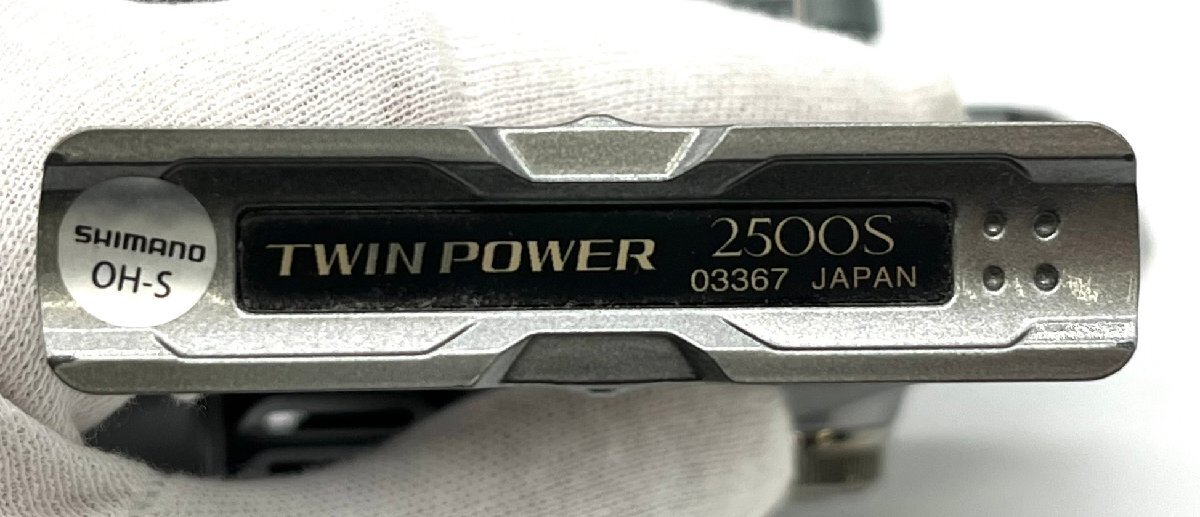 SHIMANO
OH-S
TWIN POWER
2500S
03367 JAPAN